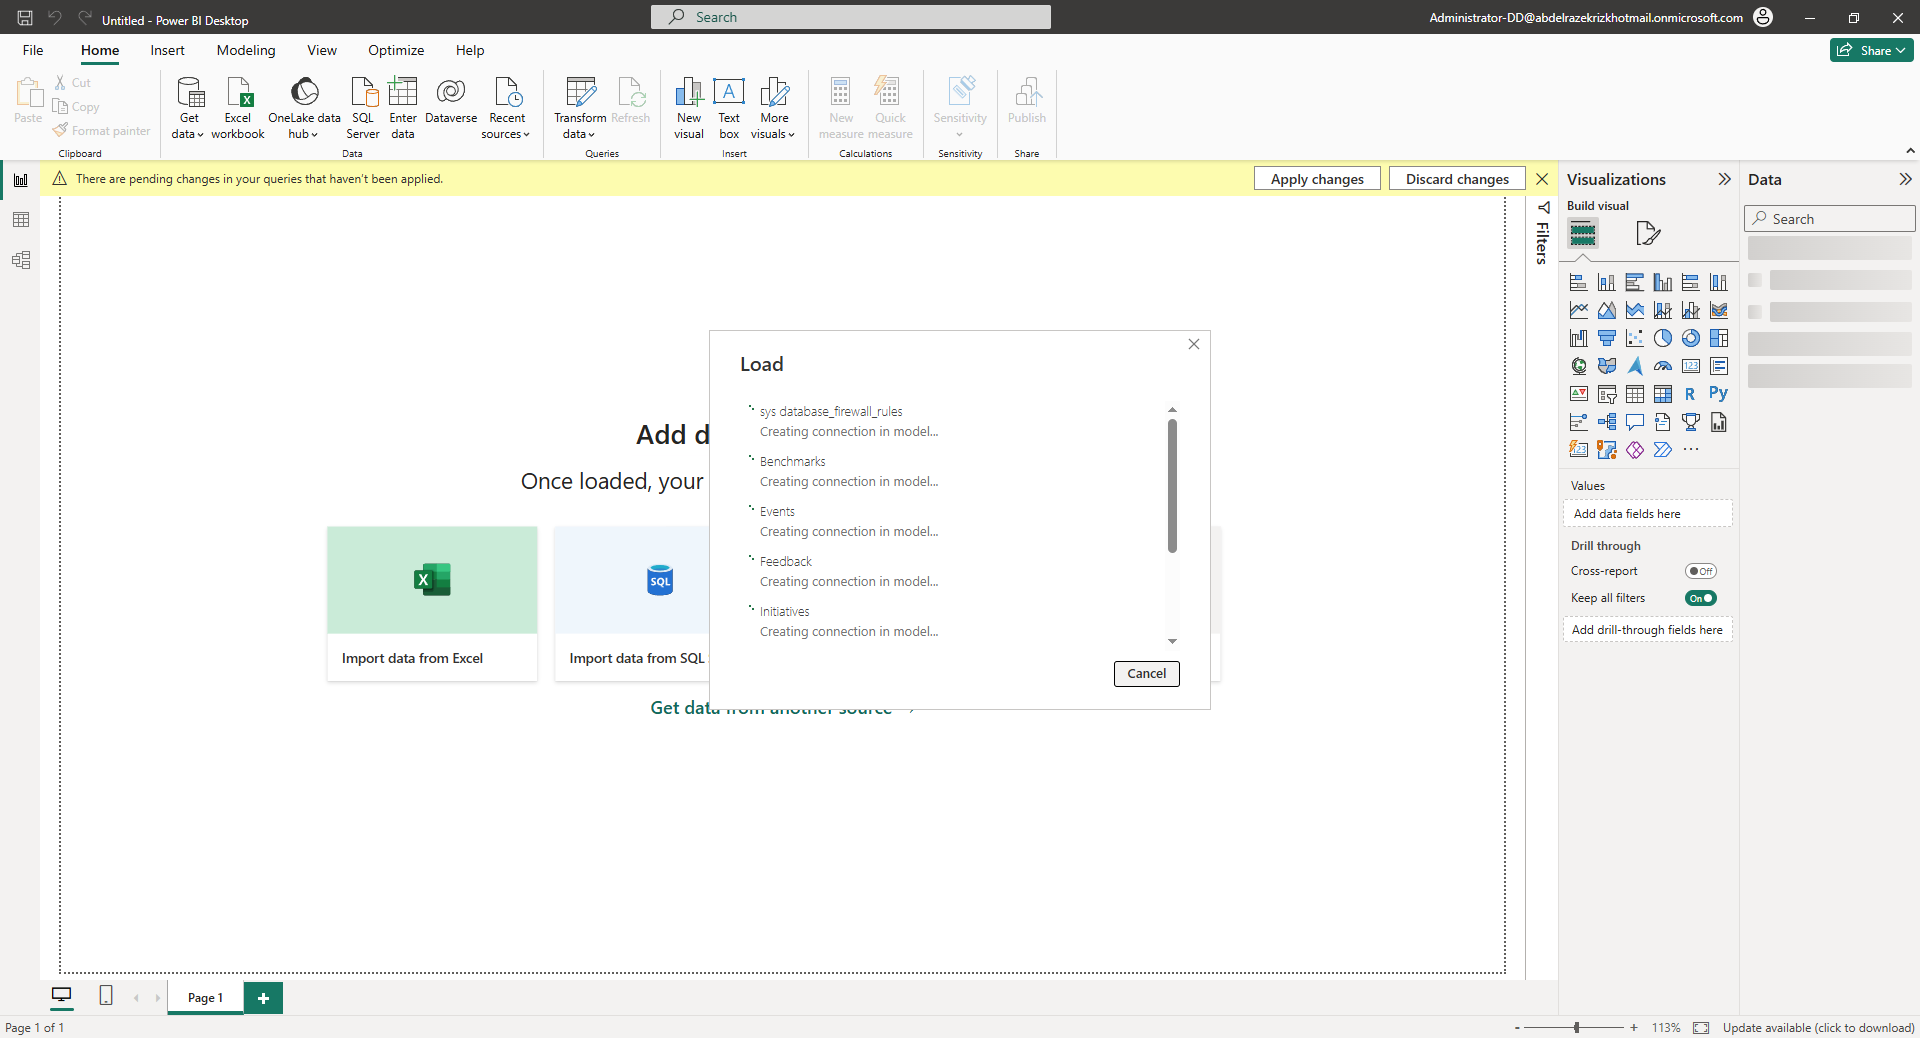 Untitled - Power BI Desktop
Search
Administrator-DD@abdelrazekrizkhotmail.onmicrosoft.com
File
Home
Insert
Modeling
View
Optimize
Help
Share
Paste
Cut
Copy
Format painter
Clipboard
Get data
Excel workbook
OneLake data hub
SQL Server
Enter data
Dataverse
Recent sources
Data
Transform data
Refresh
Queries
New visual
Text box
More visuals
Insert
New measure
Quick measure
Calculations
Sensitivity
Sensitivity
Publish
Share
There are pending changes in your queries that haven't been applied.
Apply changes
Discard changes
Filters
Visualizations
Build visual
Data
Search
Load
sys database_firewall_rules
Creating connection in model...
Benchmarks
Creating connection in model...
Events
Creating connection in model...
Feedback
Creating connection in model...
Initiatives
Creating connection in model...
Cancel
Add d
Once loaded, your
SQL
Import data from Excel
Import data from SQL
Get data from another source
R
Py
123
Values
Add data fields here
Drill through
Cross-report
Off
Keep all filters
On
Add drill-through fields here
Page 1
Page 1 of 1
113%
Update available (click to download)